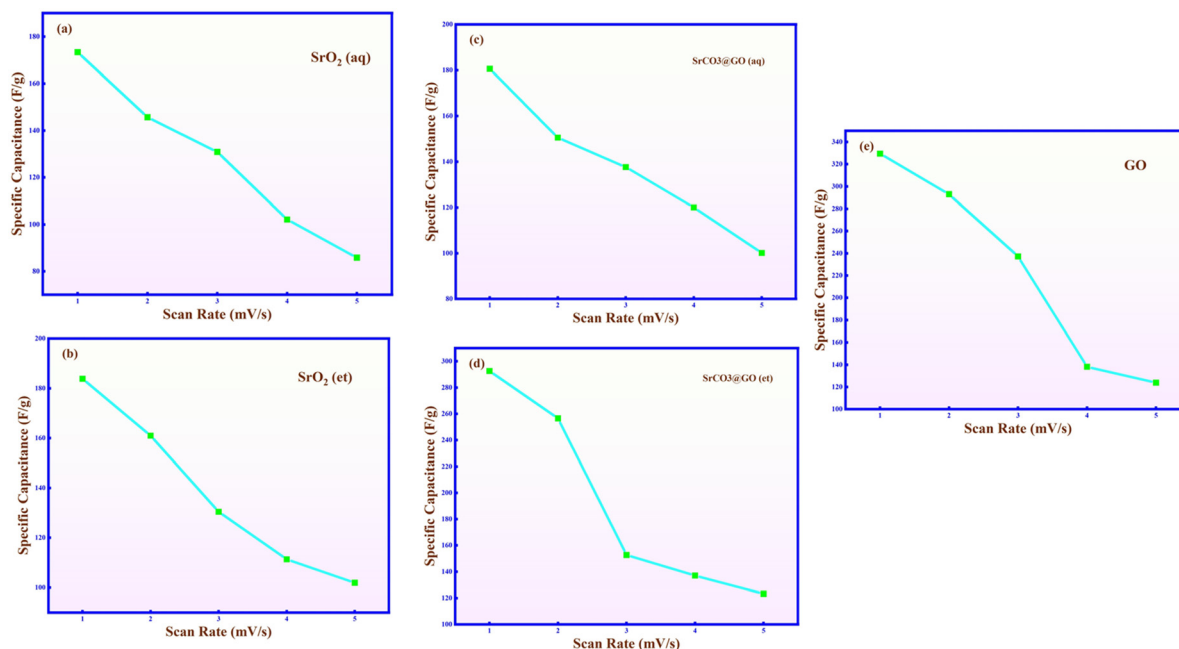 (a)
SrO₂ (aq)
Specific Capacitance (F/g)
180
160
140
120
100
80
1 2 3 4 5
Scan Rate (mV/s)
(b)
SrO₂ (et)
Specific Capacitance (F/g)
200
180
160
140
120
100
1 2 3 4 5
Scan Rate (mV/s)
(c)
SrCO3@GO (aq)
Specific Capacitance (F/g)
200
180
160
140
120
100
80
1 2 3 4 5
Scan Rate (mV/s)
(d)
SrCO3@GO (et)
Specific Capacitance (F/g)
300
280
260
240
220
200
180
160
140
120
100
1 2 3 4 5
Scan Rate (mV/s)
(e)
GO
Specific Capacitance (F/g)
340
320
300
280
260
240
220
200
180
160
140
120
100
1 2 3 4 5
Scan Rate (mV/s)